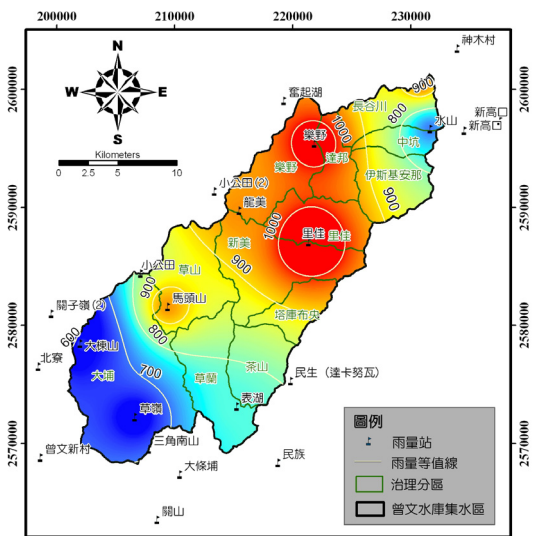 200000
210000
220000
230000
2600000
2590000
2580000
2570000
2600000
2590000
2580000
2570000
N
W
E
S
Kilometers
0
2.5
5
10
神木村
奮起湖
長谷川
900
800
水山
新高口
新高口
1000
中坑
樂野
達邦
樂野
伊斯基安那
小公田(2)
龍美
900
1000
里佳
里佳
新美
900
小公田
草山
900
馬頭山
塔庫布央
關子嶺(2)
800
600
大棟山
700
北寮
大埔
茶山
草蘭
民生（達卡努瓦）
表湖
草嶺
三角南山
曾文新村
大條埔
民族
關山
圖例
雨量站
雨量等值線
治理分區
曾文水庫集水區